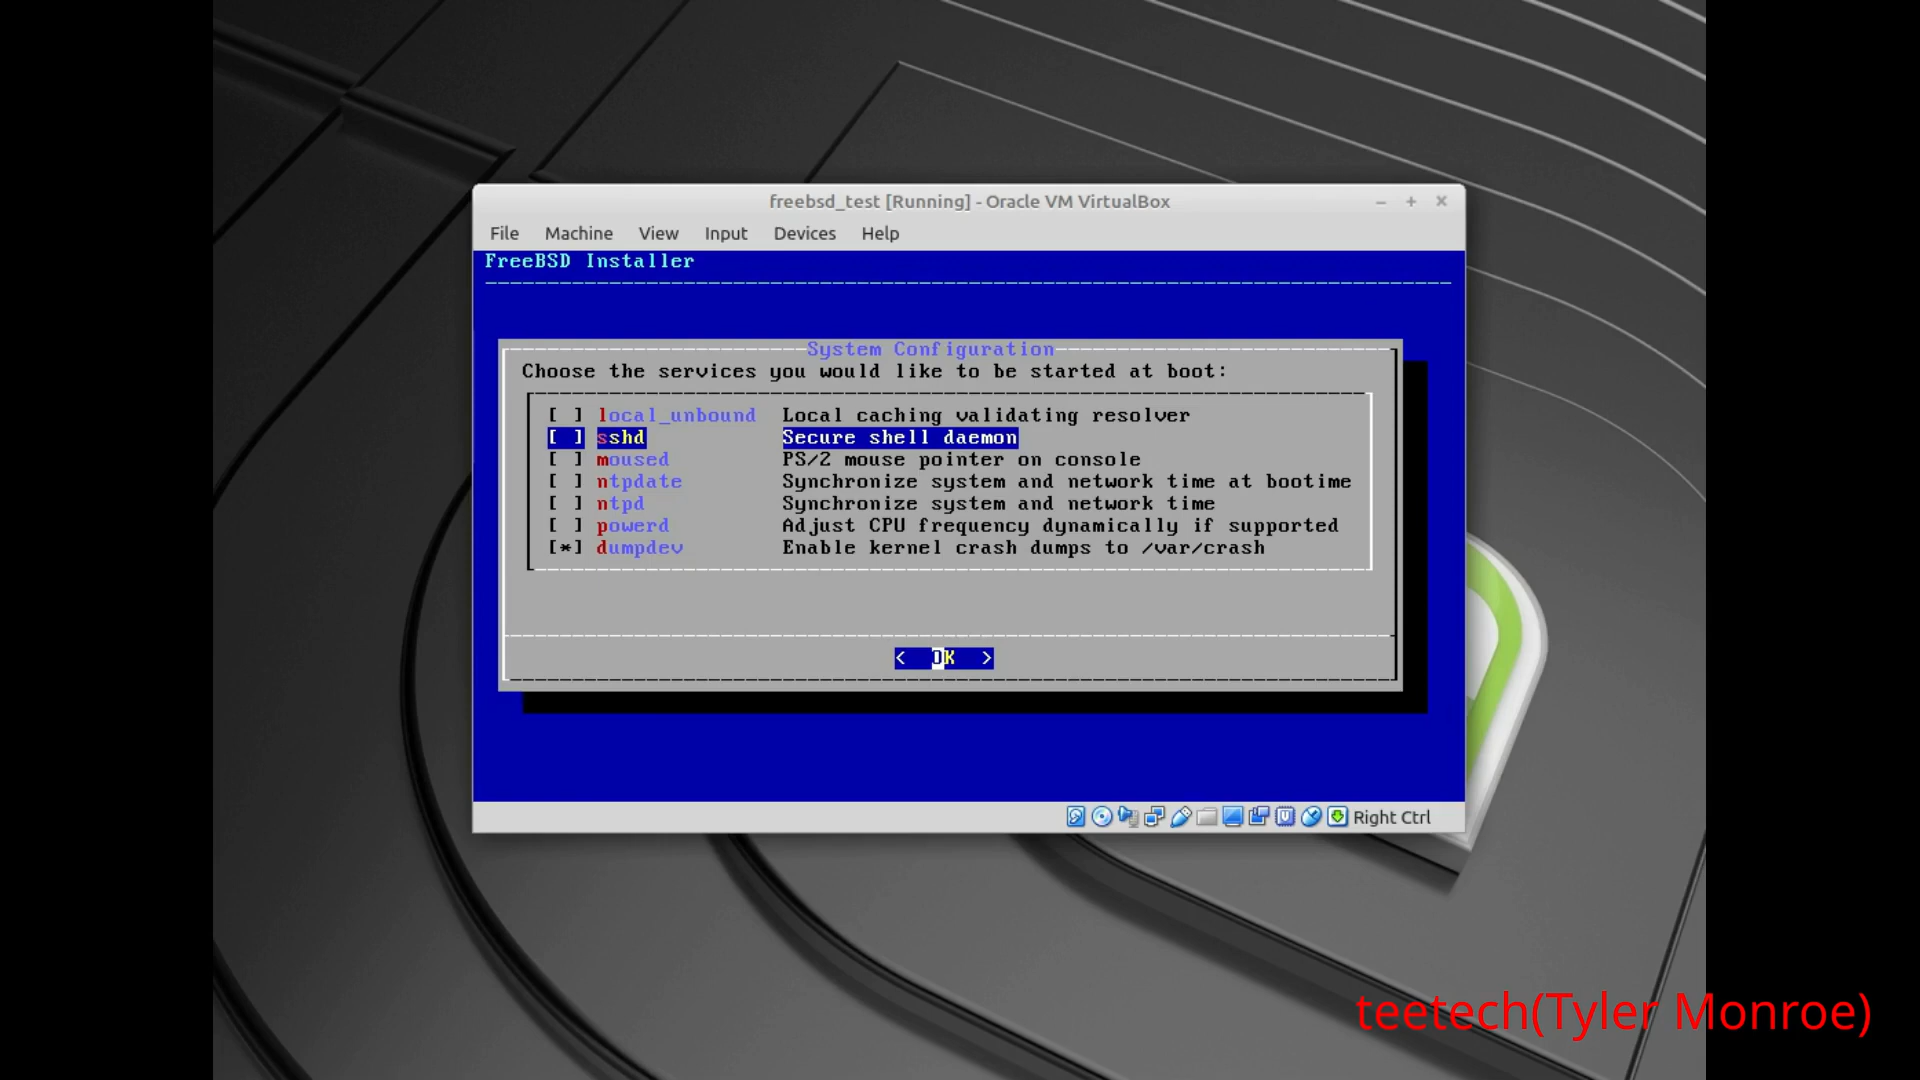 freebsd_test [Running] - Oracle VM VirtualBox
File Machine View Input Devices Help
FreeBSD Installer
System Configuration
Choose the services you would like to be started at boot:
[ ] local_unbound Local caching validating resolver
[ ] sshd Secure shell daemon
[ ] moused PS/2 mouse pointer on console
[ ] ntpdate Synchronize system and network time at bootime
[ ] ntpd Synchronize system and network time
[ ] powerd Adjust CPU frequency dynamically if supported
[*] dumpdev Enable kernel crash dumps to /var/crash
< OK >
Right Ctrl
teetech(Tyler Monroe)